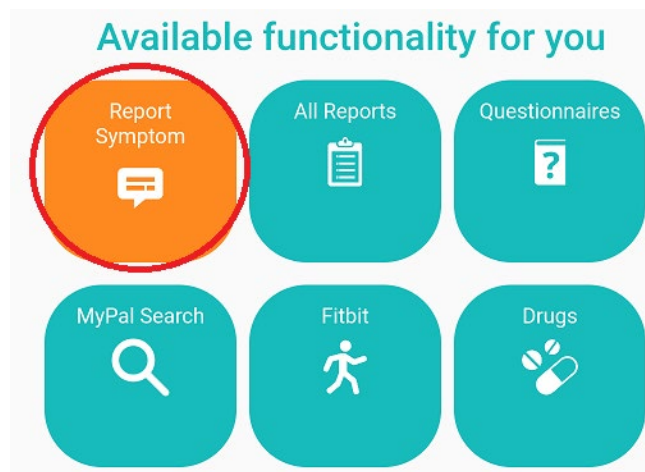 Available functionality for you
Report
Symptom
All Reports
Questionnaires
?
MyPal Search
Fitbit
Drugs